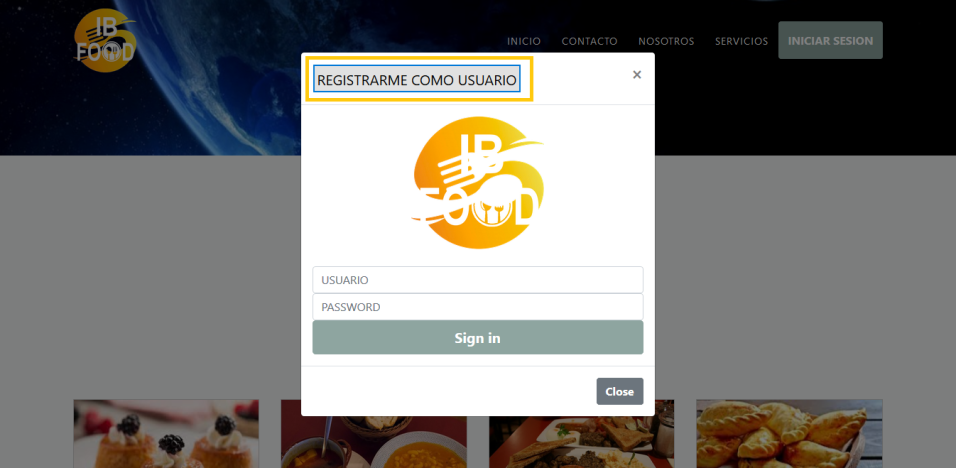 IB
FOOD
INICIO CONTACTO NOSOTROS SERVICIOS INICIAR SESION
REGISTRARME COMO USUARIO ×
IB
FOOD
USUARIO
PASSWORD
Sign in
Close